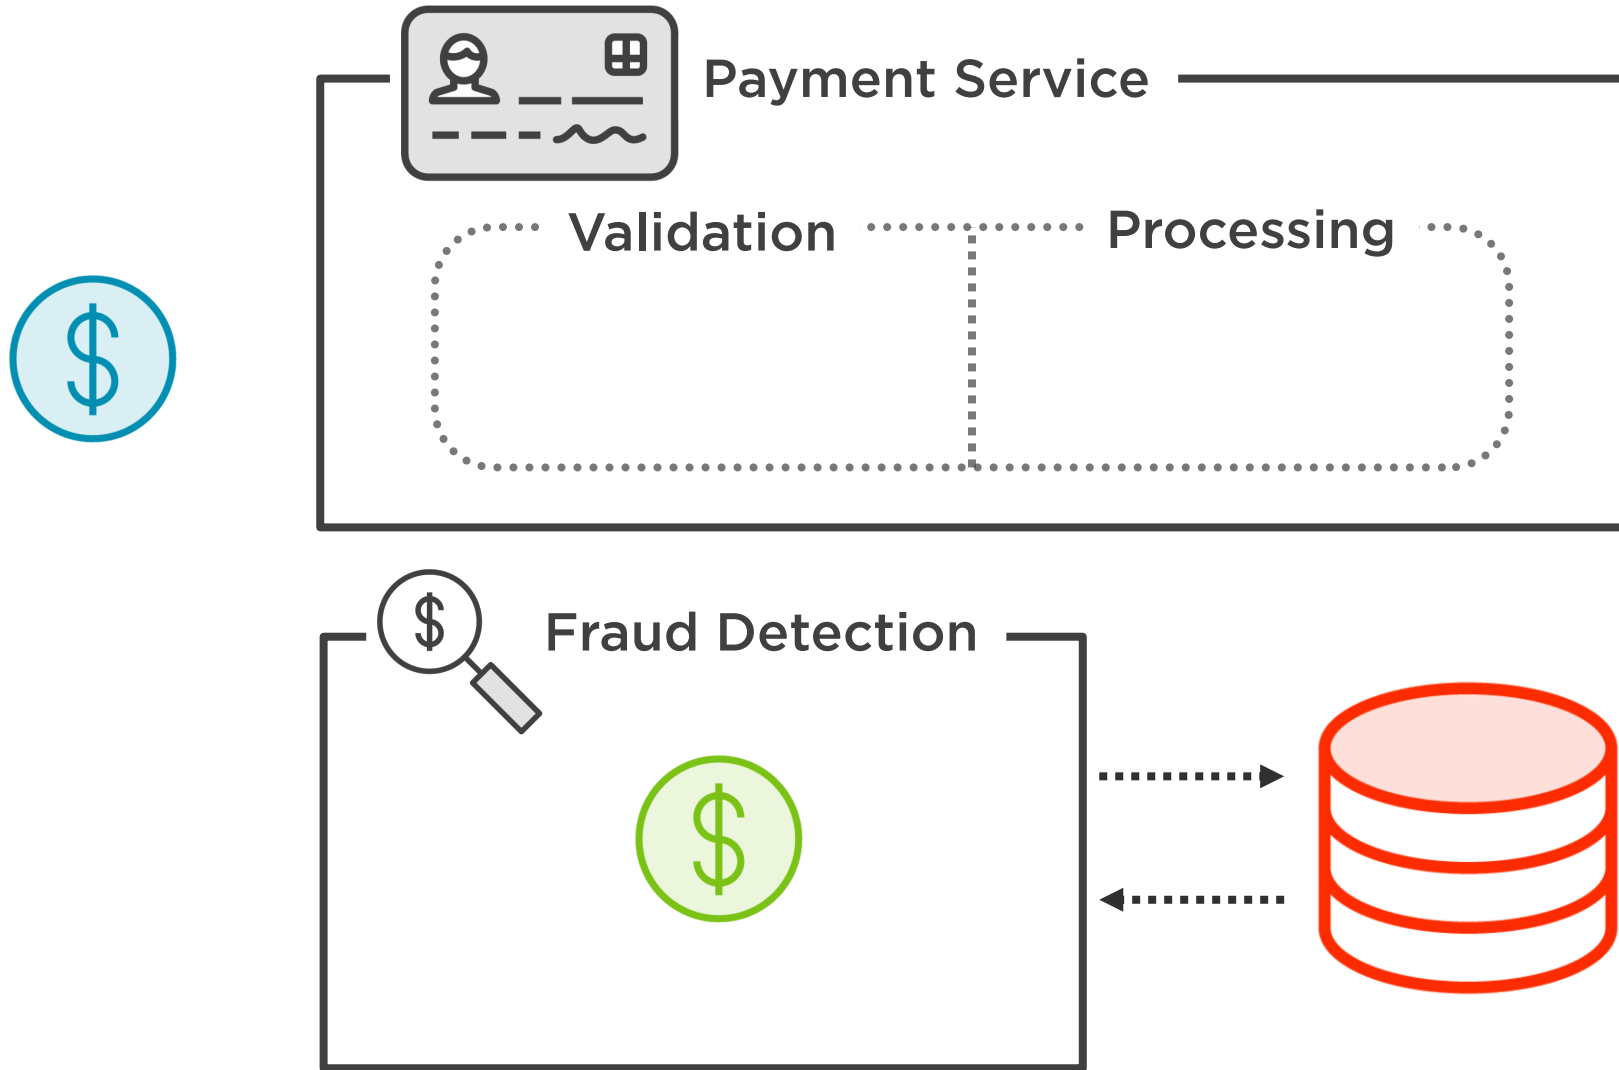 Payment Service
Validation
Processing
$
$
Fraud Detection
$